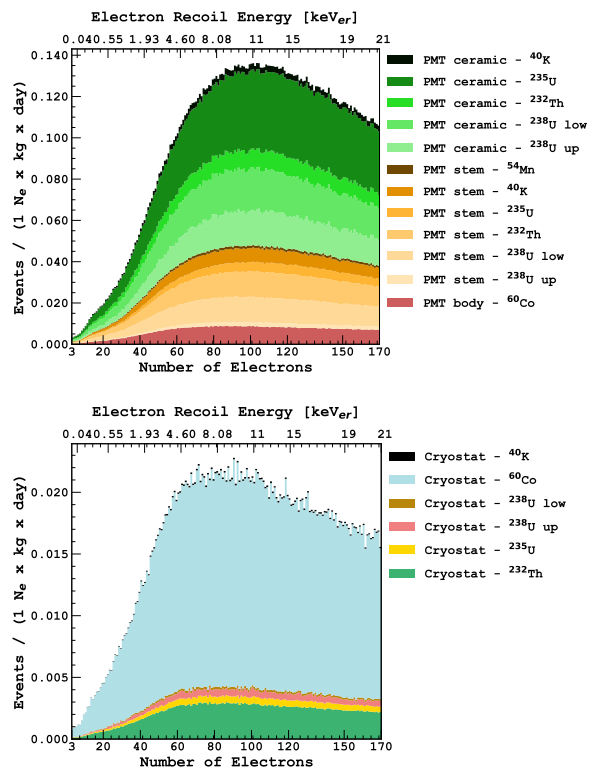 Electron Recoil Energy [keVₑᵣ]
0.04 0.55 1.93 4.60 8.08 11 15 19 21
0.140
0.120
0.100
0.080
0.060
0.040
0.020
0.000
Events / (1 Nₑ x kg x day)
3 20 40 60 80 100 120 150 170
Number of Electrons
PMT ceramic - ⁴⁰K
PMT ceramic - ²³⁵U
PMT ceramic - ²³²Th
PMT ceramic - ²³⁸U low
PMT ceramic - ²³⁸U up
PMT stem - ⁵⁴Mn
PMT stem - ⁴⁰K
PMT stem - ²³⁵U
PMT stem - ²³²Th
PMT stem - ²³⁸U low
PMT stem - ²³⁸U up
PMT body - ⁶⁰Co
Electron Recoil Energy [keVₑᵣ]
0.04 0.55 1.93 4.60 8.08 11 15 19 21
0.020
0.015
0.010
0.005
0.000
Events / (1 Nₑ x kg x day)
3 20 40 60 80 100 120 150 170
Number of Electrons
Cryostat - ⁴⁰K
Cryostat - ⁶⁰Co
Cryostat - ²³⁸U low
Cryostat - ²³⁸U up
Cryostat - ²³⁵U
Cryostat - ²³²Th